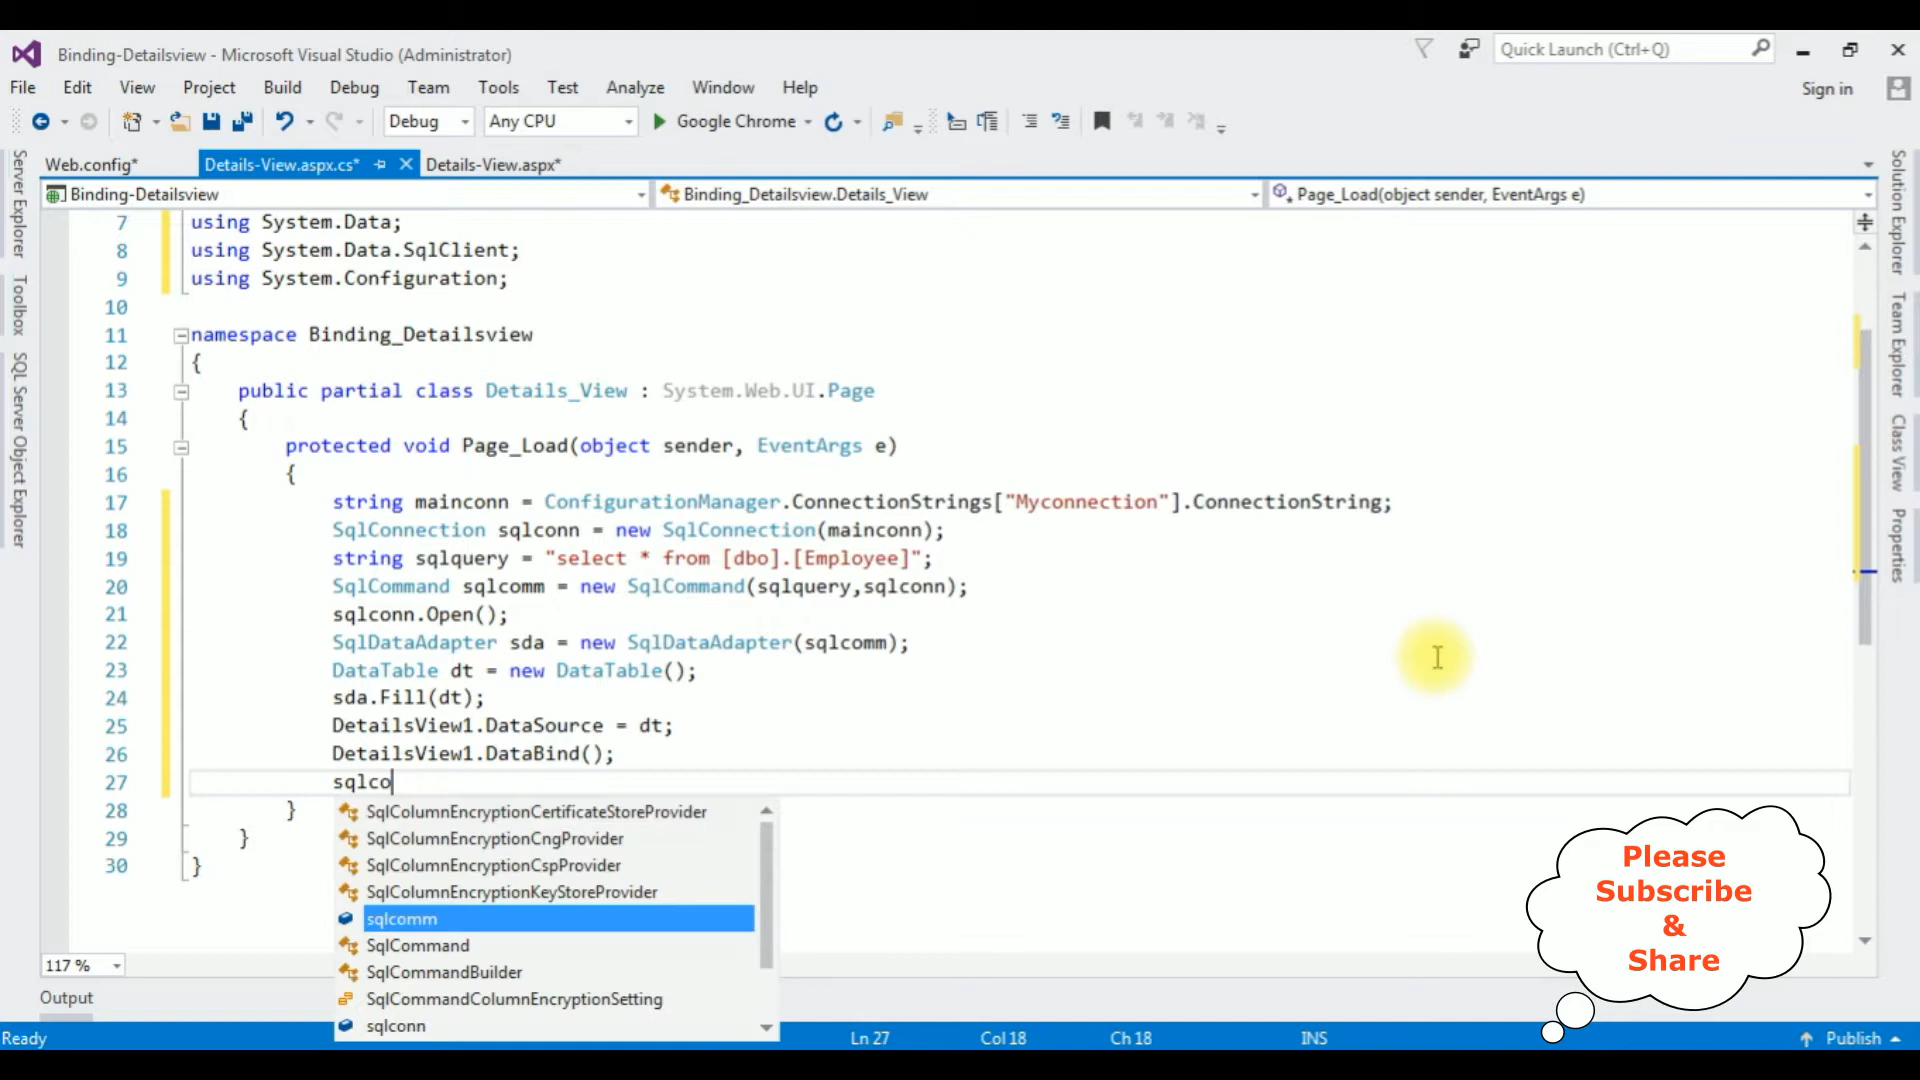 Binding-Detailsview - Microsoft Visual Studio (Administrator)
Quick Launch (Ctrl+Q)
File Edit View Project Build Debug Team Tools Test Analyze Window Help
Sign in
Debug Any CPU Google Chrome
Web.config* Details-View.aspx.cs* Details-View.aspx*
Binding-Detailsview Binding_Detailsview.Details_View Page_Load(object sender, EventArgs e)
Server Explorer
Toolbox
SQL Server Object Explorer
7 using System.Data;
8 using System.Data.SqlClient;
9 using System.Configuration;
10
11 namespace Binding_Detailsview
12 {
13 public partial class Details_View : System.Web.UI.Page
14 {
15 protected void Page_Load(object sender, EventArgs e)
16 {
17 string mainconn = ConfigurationManager.ConnectionStrings["Myconnection"].ConnectionString;
18 SqlConnection sqlconn = new SqlConnection(mainconn);
19 string sqlquery = "select * from [dbo].[Employee]";
20 SqlCommand sqlcomm = new SqlCommand(sqlquery,sqlconn);
21 sqlconn.Open();
22 SqlDataAdapter sda = new SqlDataAdapter(sqlcomm);
23 DataTable dt = new DataTable();
24 sda.Fill(dt);
25 DetailsView1.DataSource = dt;
26 DetailsView1.DataBind();
27 sqlco
28 }
29 }
30 }
SqlColumnEncryptionCertificateStoreProvider
SqlColumnEncryptionCngProvider
SqlColumnEncryptionCspProvider
SqlColumnEncryptionKeyStoreProvider
sqlcomm
SqlCommand
SqlCommandBuilder
SqlCommandColumnEncryptionSetting
sqlconn
Solution Explorer
Team Explorer
Class View
Properties
Please
Subscribe
&
Share
117 %
Output
Ready Ln 27 Col 18 Ch 18 INS Publish